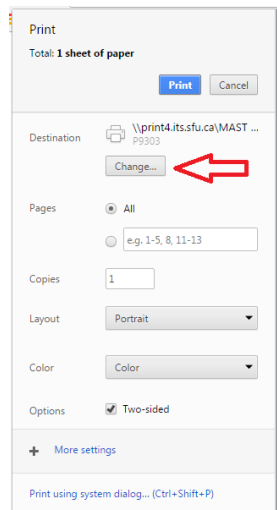 Print
Total: 1 sheet of paper
Print Cancel
Destination \\print4.its.sfu.ca\MAST ...
P9303
Change...
Pages All
e.g. 1-5, 8, 11-13
Copies 1
Layout Portrait
Color Color
Options Two-sided
+ More settings
Print using system dialog... (Ctrl+Shift+P)